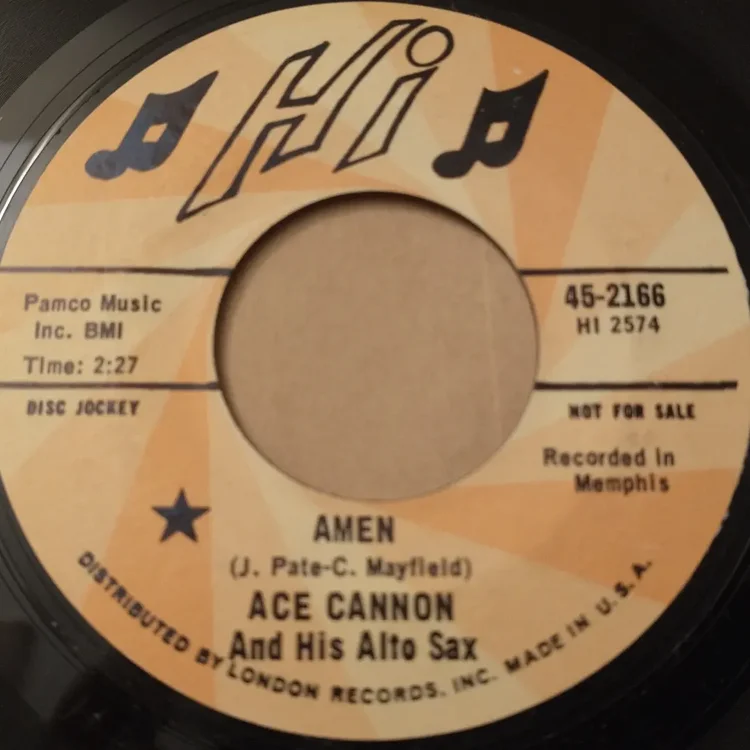 Hi
Pamco Music
Inc. BMI
Time: 2:27
DISC JOCKEY
45-2166
HI 2574
NOT FOR SALE
Recorded in
Memphis
AMEN
(J. Pate-C. Mayfield)
ACE CANNON
And His Alto Sax
DISTRIBUTED BY LONDON RECORDS, INC. MADE IN U.S.A.